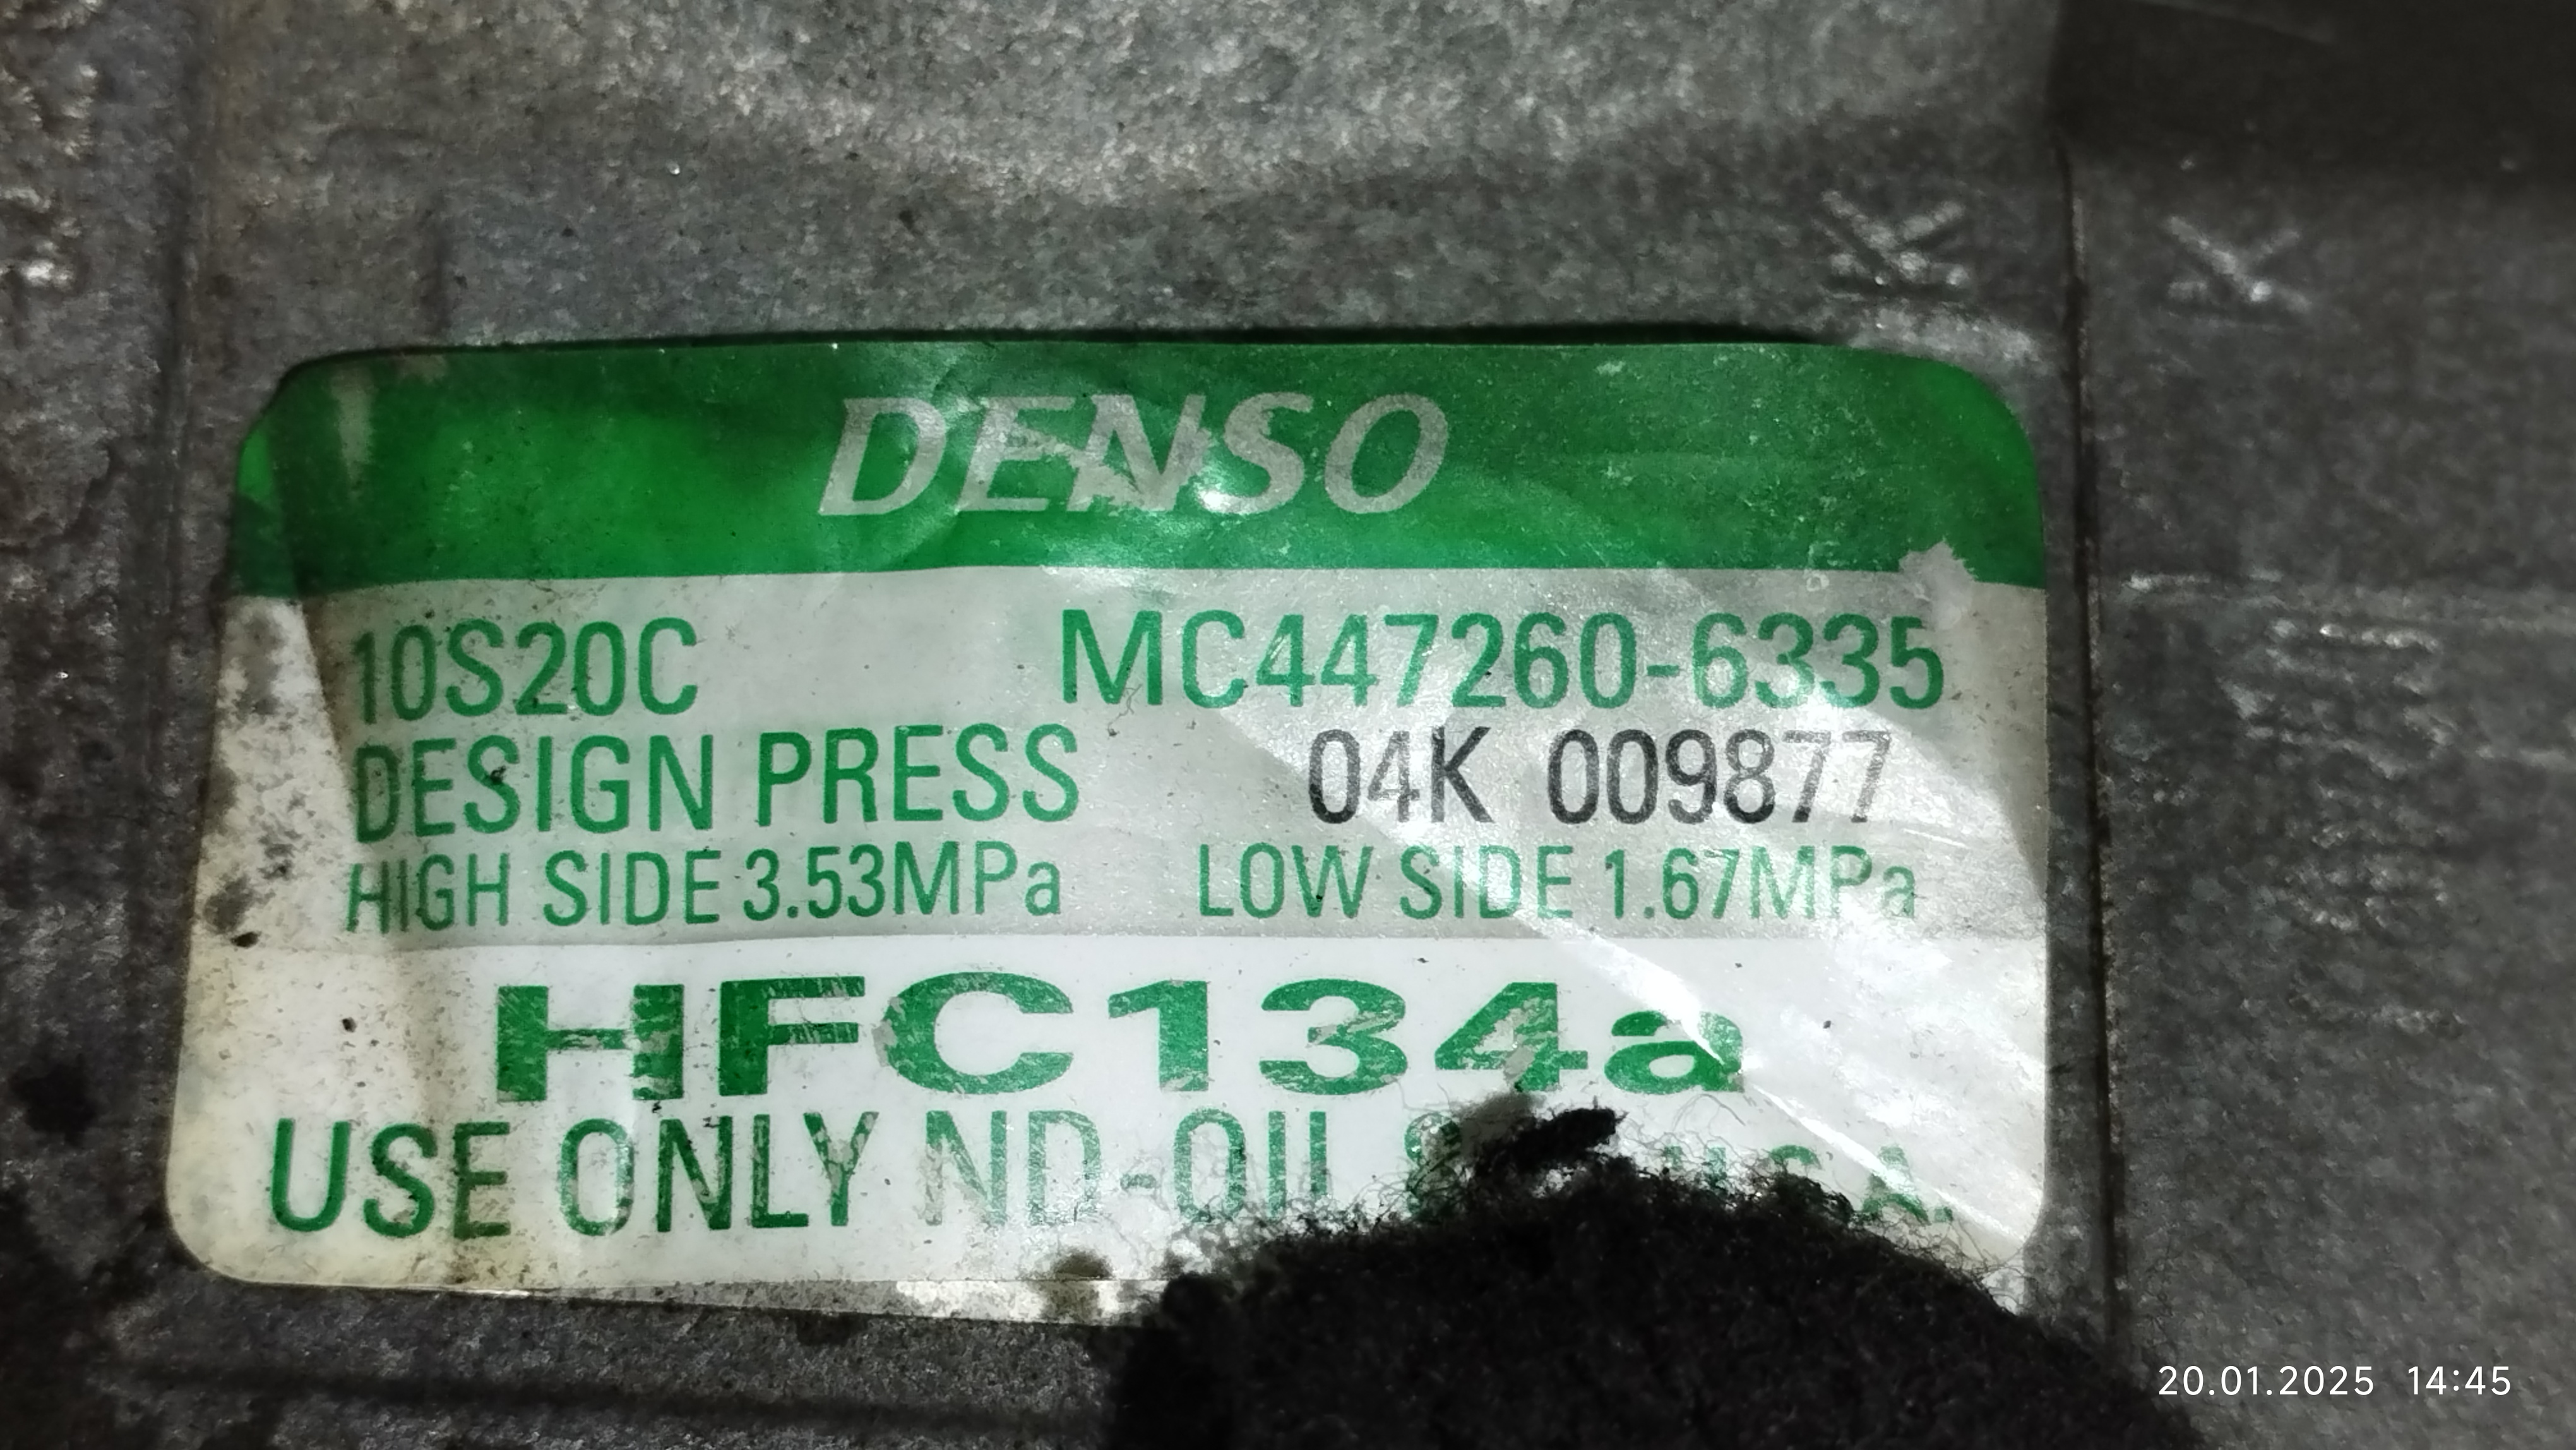 K K
DENSO
10S20C MC447260-6335
DESIGN PRESS 04K 009877
HIGH SIDE 3.53MPa LOW SIDE 1.67MPa
HFC134a
USE ONLY ND-OIL U.S.A.
20.01.2025 14:45